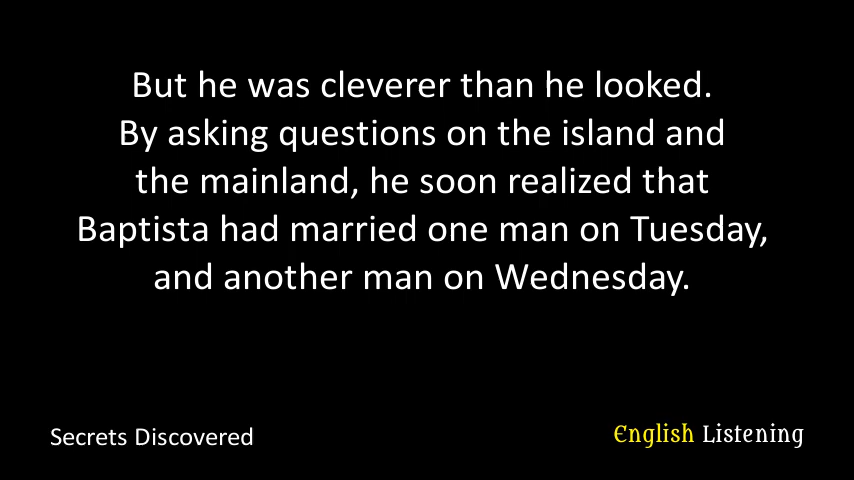 But he was cleverer than he looked.
By asking questions on the island and
the mainland, he soon realized that
Baptista had married one man on Tuesday,
and another man on Wednesday.
Secrets Discovered
English Listening